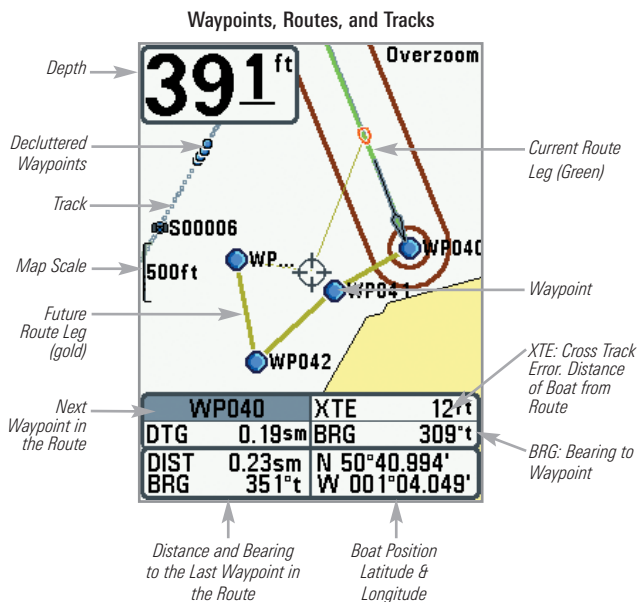 Waypoints, Routes, and Tracks
Depth
391 ft
Overzoom
Decluttered
Waypoints
Current Route
Leg (Green)
Track
S00006
Map Scale
500ft
WP...
WP040
WP041
Waypoint
Future
Route Leg
(gold)
WP042
XTE: Cross Track
Error. Distance
of Boat from
Route
Next
Waypoint in
the Route
WP040
XTE 12ft
DTG 0.19sm
BRG 309°t
BRG: Bearing to
Waypoint
DIST 0.23sm
BRG 351°t
N 50°40.994'
W 001°04.049'
Distance and Bearing
to the Last Waypoint in
the Route
Boat Position
Latitude &
Longitude